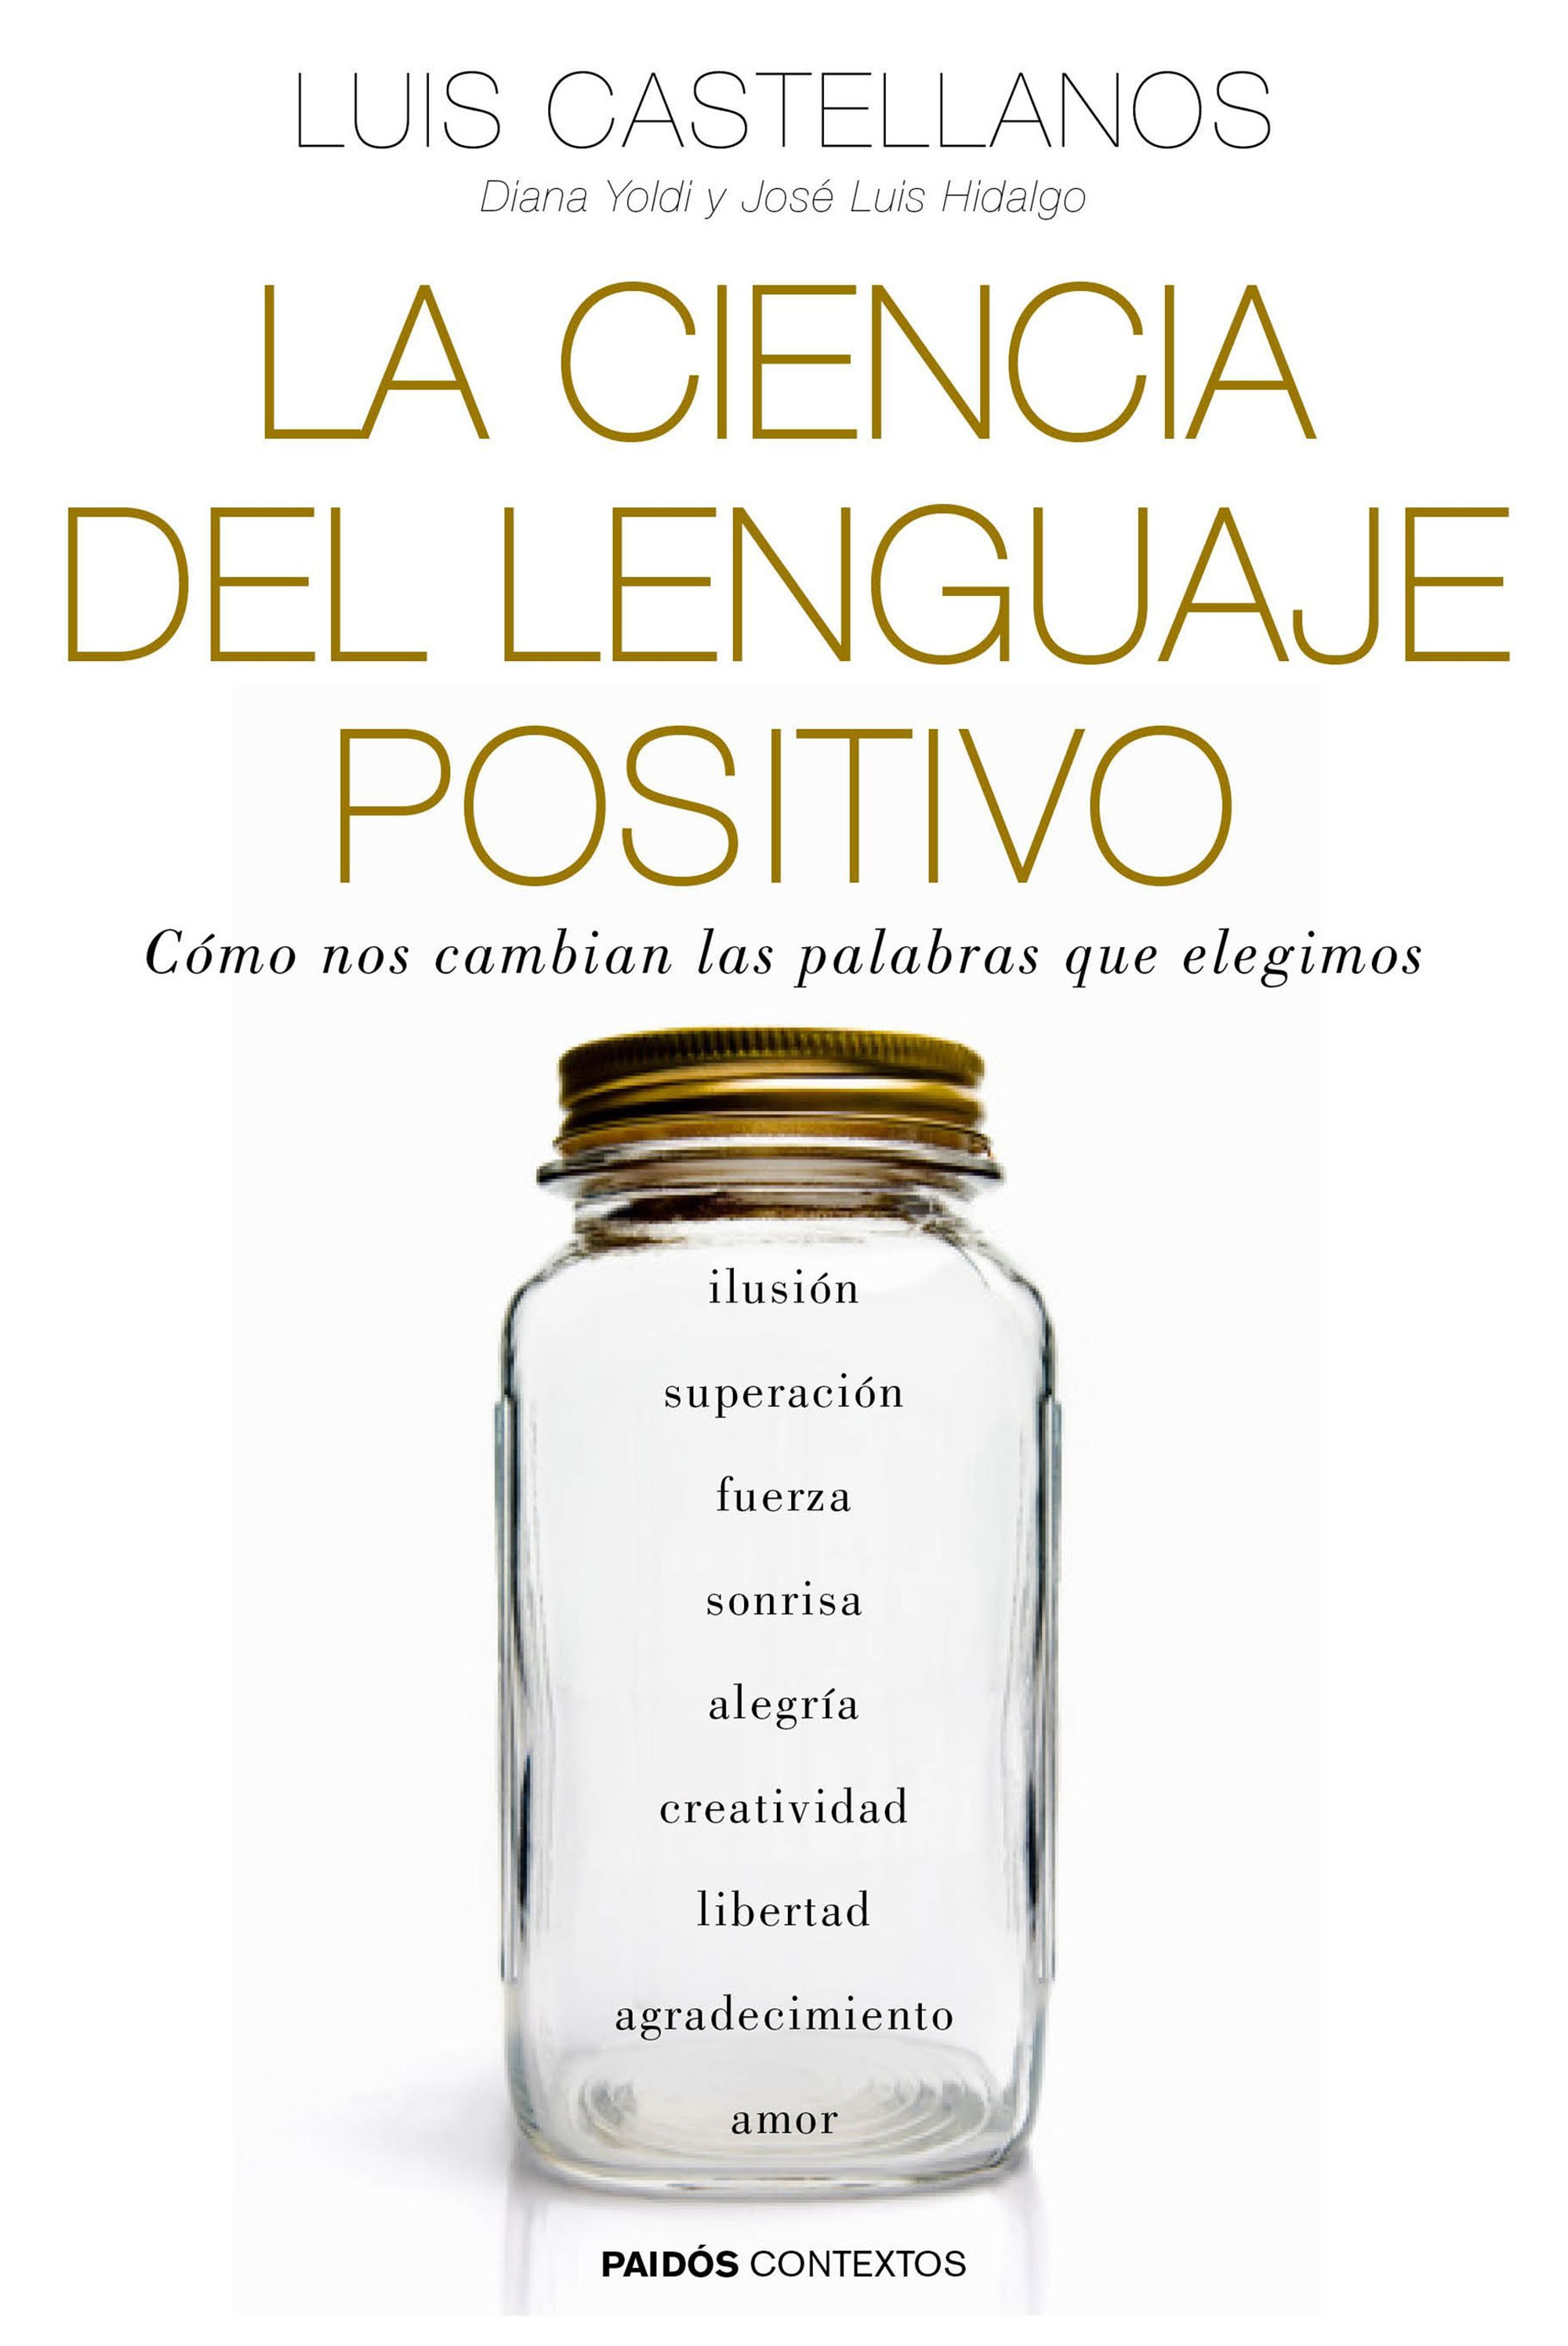 LUIS CASTELLANOS
Diana Yoldi y José Luis Hidalgo
LA CIENCIA
DEL LENGUAJE
POSITIVO
Cómo nos cambian las palabras que elegimos
ilusión
superación
fuerza
sonrisa
alegría
creatividad
libertad
agradecimiento
amor
PAIDÓS CONTEXTOS